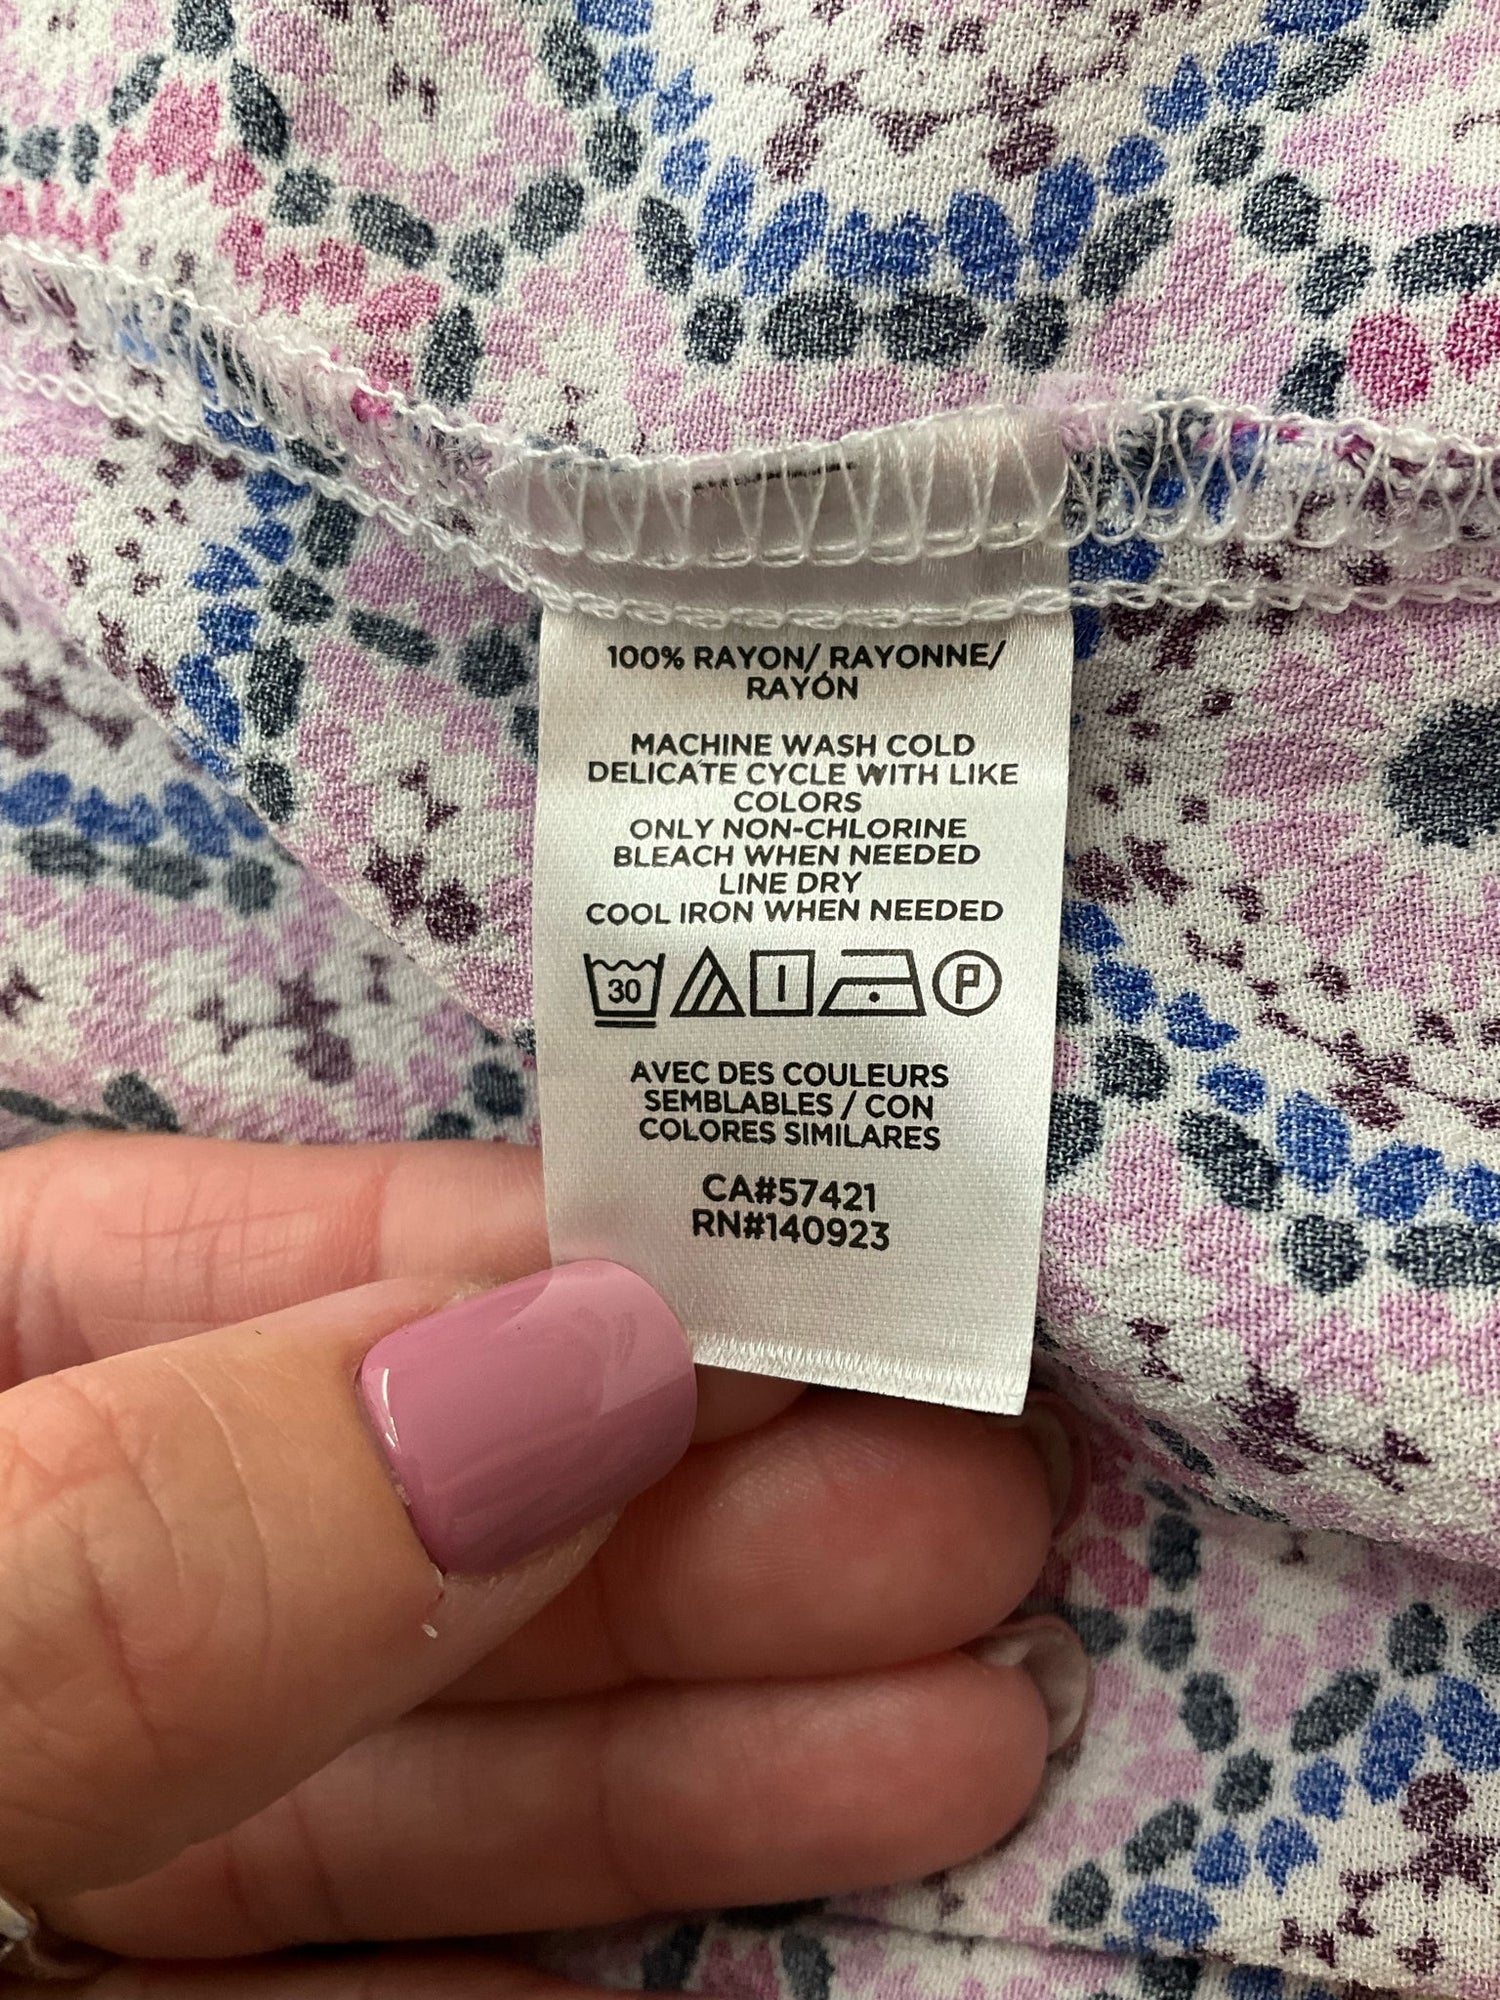 100% RAYON/ RAYONNE/
RAYÓN
MACHINE WASH COLD
DELICATE CYCLE WITH LIKE
COLORS
ONLY NON-CHLORINE
BLEACH WHEN NEEDED
LINE DRY
COOL IRON WHEN NEEDED
30 P
AVEC DES COULEURS
SEMBLABLES / CON
COLORES SIMILARES
CA#57421
RN#140923